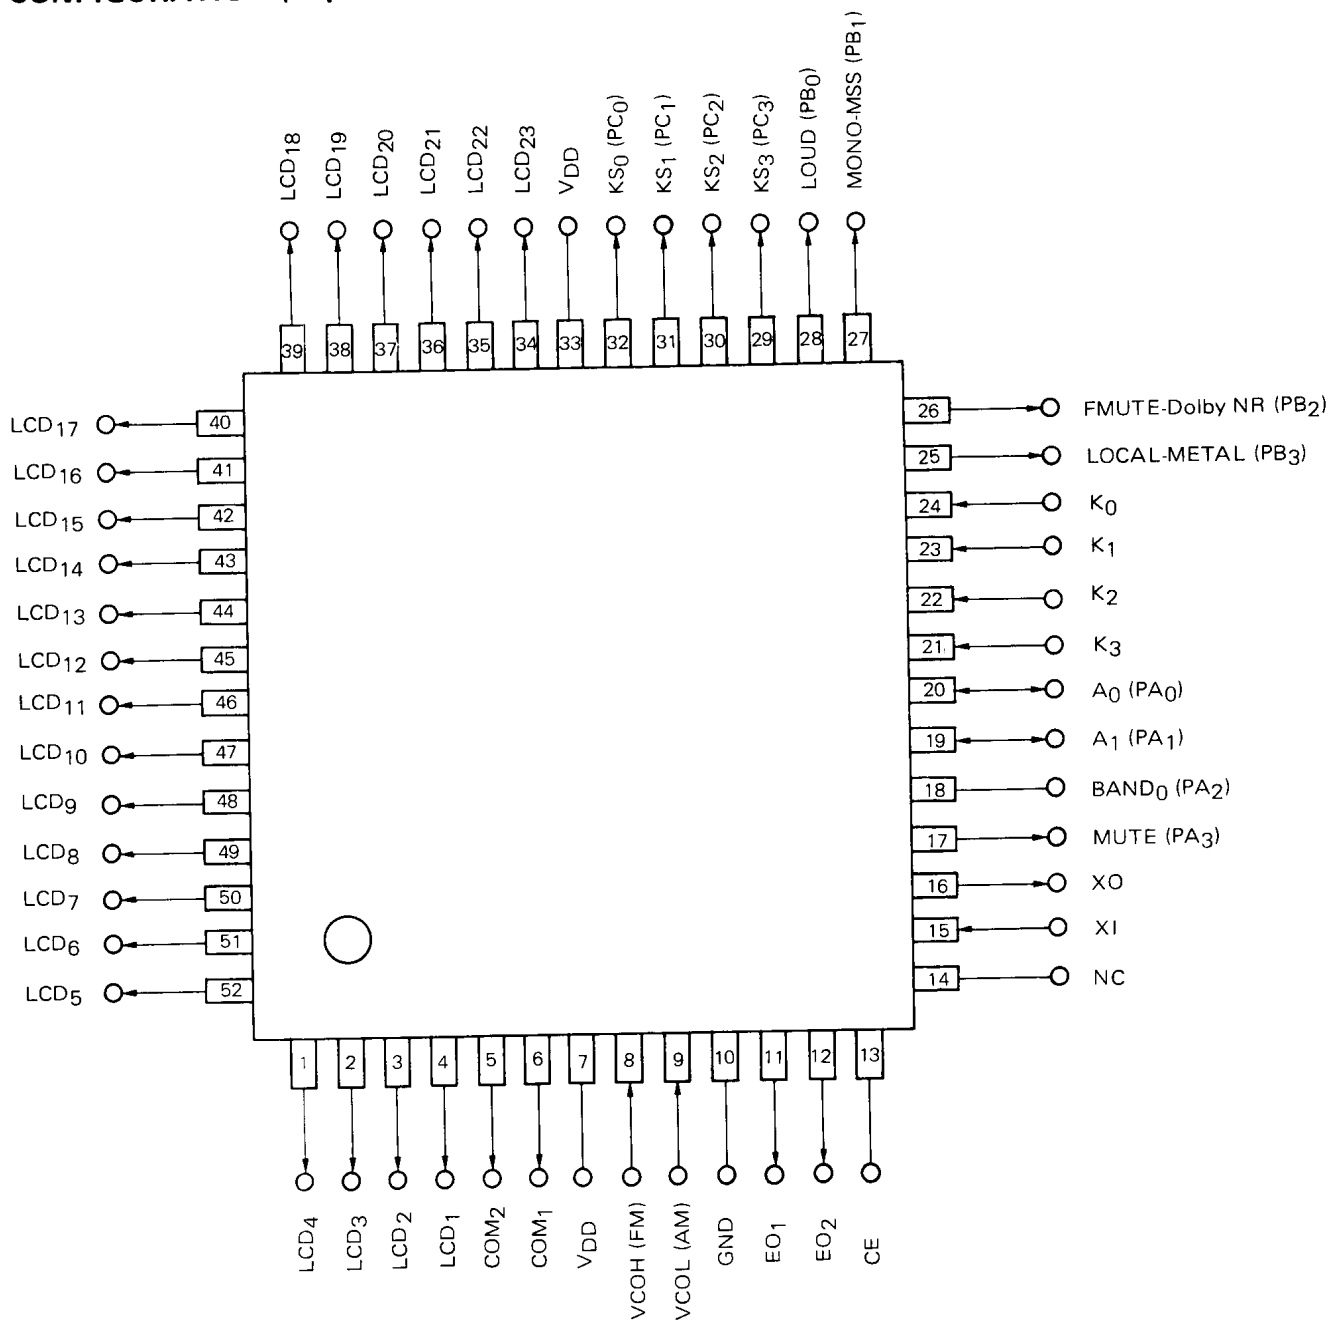 LCD18
LCD19
LCD20
LCD21
LCD22
LCD23
VDD
KS0 (PC0)
KS1 (PC1)
KS2 (PC2)
KS3 (PC3)
LOUD (PB0)
MONO-MSS (PB1)
39
38
37
36
35
34
33
32
31
30
29
28
27
LCD17 40
LCD16 41
LCD15 42
LCD14 43
LCD13 44
LCD12 45
LCD11 46
LCD10 47
LCD9 48
LCD8 49
LCD7 50
LCD6 51
LCD5 52
26 FMUTE-Dolby NR (PB2)
25 LOCAL-METAL (PB3)
24 K0
23 K1
22 K2
21 K3
20 A0 (PA0)
19 A1 (PA1)
18 BAND0 (PA2)
17 MUTE (PA3)
16 XO
15 XI
14 NC
1
2
3
4
5
6
7
8
9
10
11
12
13
LCD4
LCD3
LCD2
LCD1
COM2
COM1
VDD
VCOH (FM)
VCOL (AM)
GND
EO1
EO2
CE